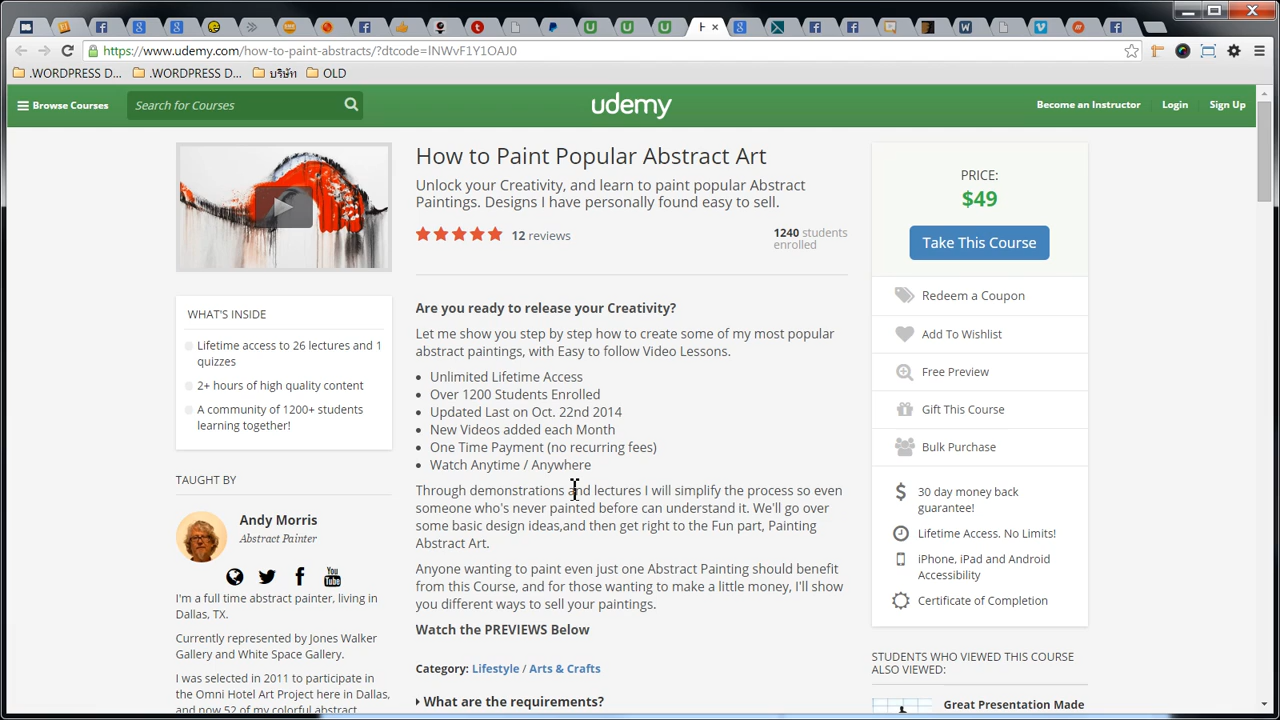 https://www.udemy.com/how-to-paint-abstracts/?dtcode=lNWvF1Y1OAJ0
.WORDPRESS D... .WORDPRESS D... บริษัท OLD
Browse Courses Search for Courses udemy Become an Instructor Login Sign Up
How to Paint Popular Abstract Art
Unlock your Creativity, and learn to paint popular Abstract
Paintings. Designs I have personally found easy to sell.
12 reviews
1240 students
enrolled
PRICE:
$49
Take This Course
Redeem a Coupon
Add To Wishlist
Free Preview
Gift This Course
Bulk Purchase
30 day money back
guarantee!
Lifetime Access. No Limits!
iPhone, iPad and Android
Accessibility
Certificate of Completion
WHAT'S INSIDE
Lifetime access to 26 lectures and 1
quizzes
2+ hours of high quality content
A community of 1200+ students
learning together!
TAUGHT BY
Andy Morris
Abstract Painter
You
Tube
I'm a full time abstract painter, living in
Dallas, TX.
Currently represented by Jones Walker
Gallery and White Space Gallery.
I was selected in 2011 to participate in
the Omni Hotel Art Project here in Dallas,
and now 52 of my colorful abstract
Are you ready to release your Creativity?
Let me show you step by step how to create some of my most popular
abstract paintings, with Easy to follow Video Lessons.
• Unlimited Lifetime Access
• Over 1200 Students Enrolled
• Updated Last on Oct. 22nd 2014
• New Videos added each Month
• One Time Payment (no recurring fees)
• Watch Anytime / Anywhere
Through demonstrations and lectures I will simplify the process so even
someone who's never painted before can understand it. We'll go over
some basic design ideas,and then get right to the Fun part, Painting
Abstract Art.
Anyone wanting to paint even just one Abstract Painting should benefit
from this Course, and for those wanting to make a little money, I'll show
you different ways to sell your paintings.
Watch the PREVIEWS Below
Category: Lifestyle / Arts & Crafts
What are the requirements?
STUDENTS WHO VIEWED THIS COURSE
ALSO VIEWED:
Great Presentation Made